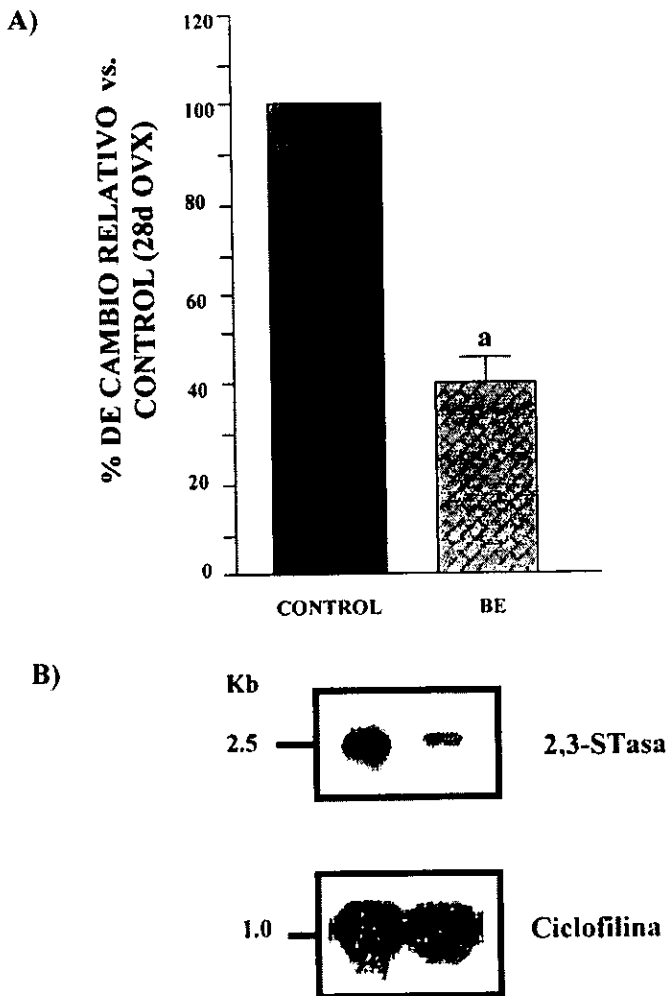 A)
% DE CAMBIO RELATIVO vs.
CONTROL (28d OVX)
120
100
80
60
40
20
0
a
CONTROL
BE
B)
Kb
2.5
2,3-STasa
1.0
Ciclofilina